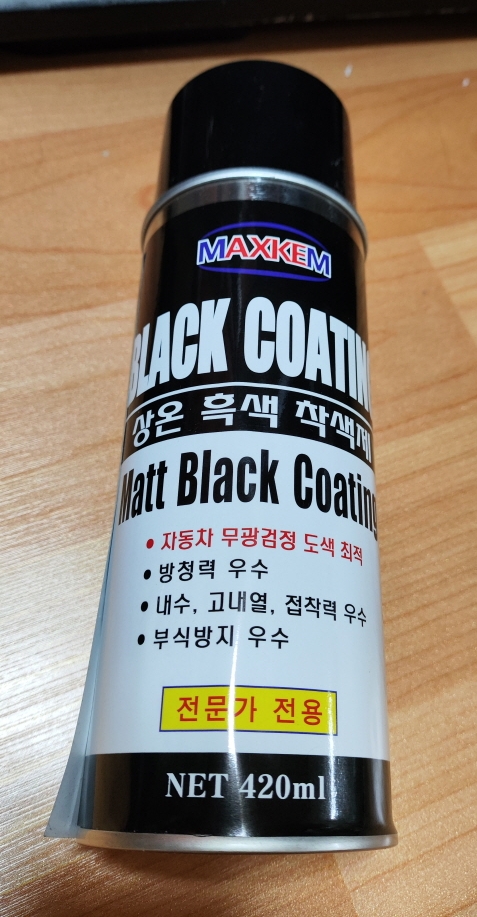 MAXKEM
BLACK COATING
상온 흑색 착색제
Matt Black Coating
• 자동차 무광검정 도색 최적
• 방청력 우수
• 내수, 고내열, 접착력 우수
• 부식방지 우수
전문가 전용
NET 420ml